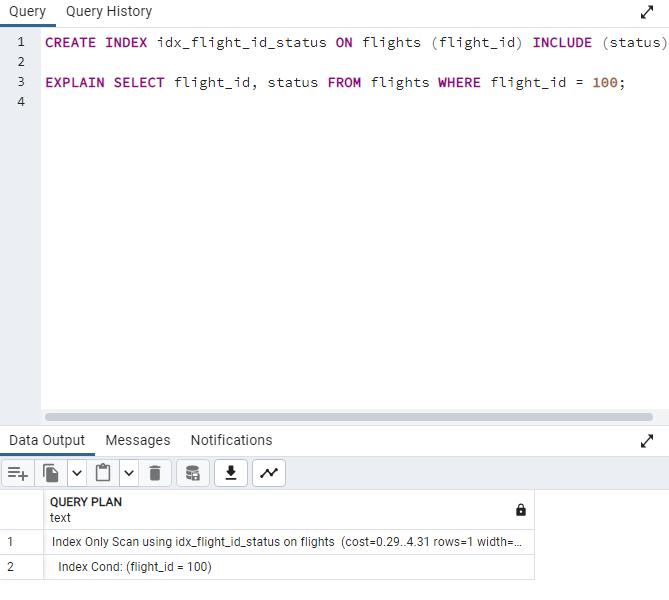 Query Query History
1 CREATE INDEX idx_flight_id_status ON flights (flight_id) INCLUDE (status)
2
3 EXPLAIN SELECT flight_id, status FROM flights WHERE flight_id = 100;
4
Data Output Messages Notifications
QUERY PLAN
text
1 Index Only Scan using idx_flight_id_status on flights (cost=0.29..4.31 rows=1 width=...
2 Index Cond: (flight_id = 100)